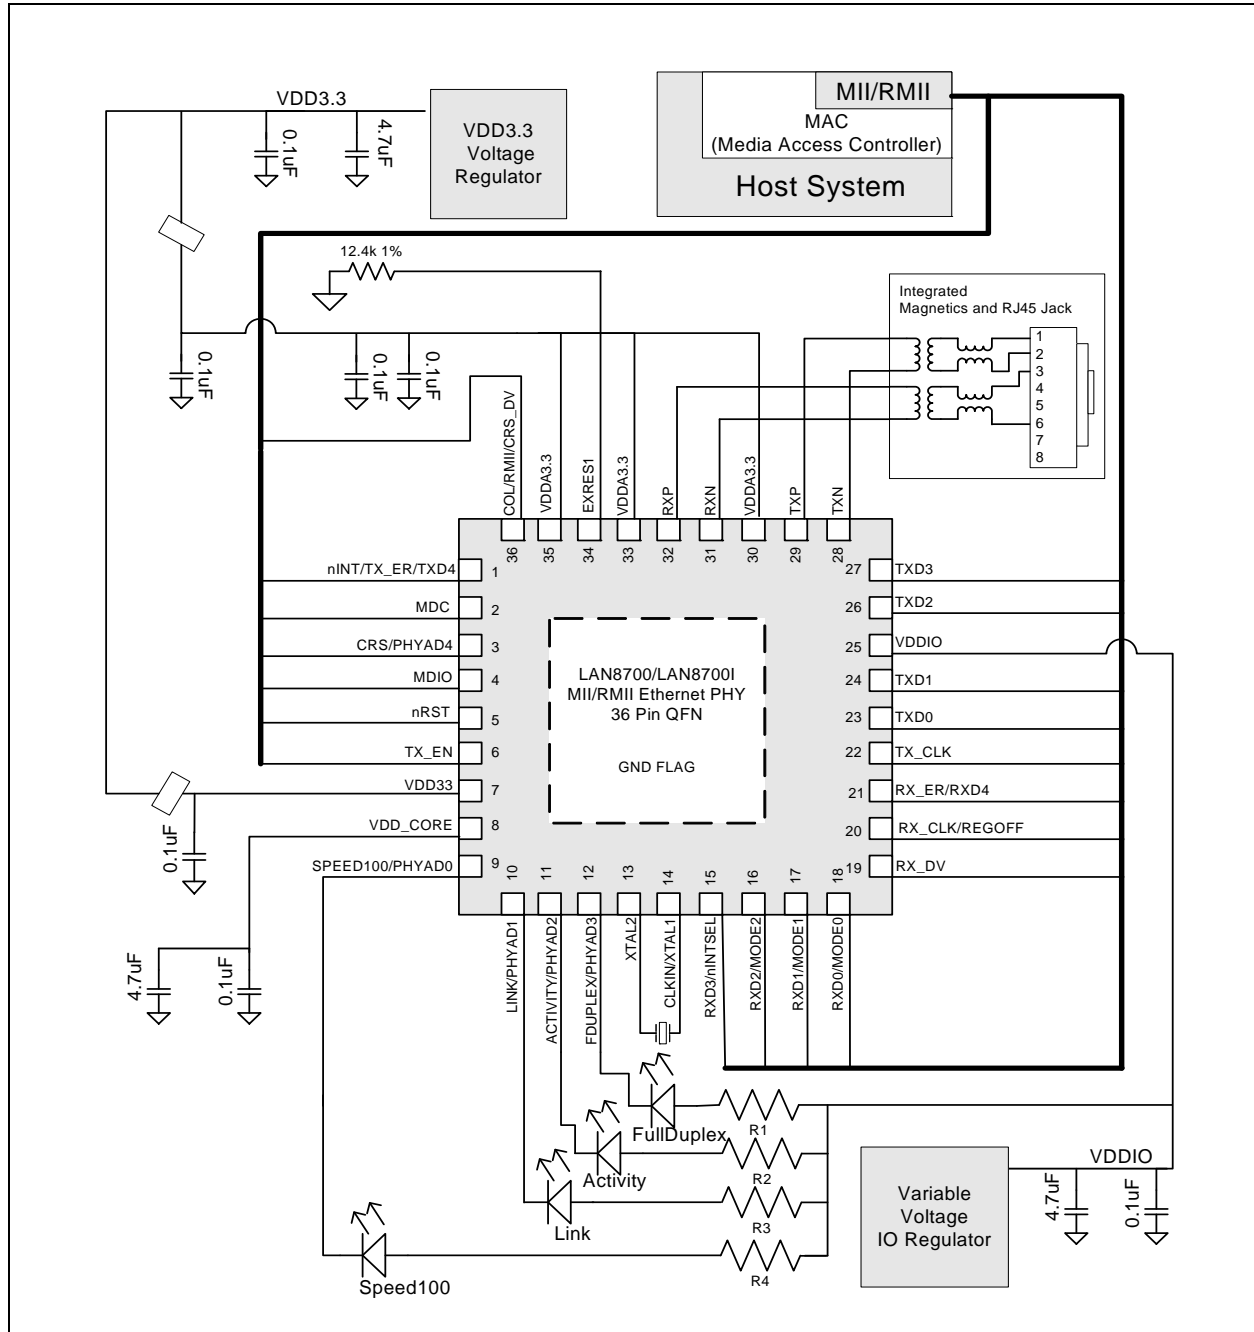 VDD3.3
0.1uF
4.7uF
VDD3.3
Voltage
Regulator
MII/RMII
MAC
(Media Access Controller)
Host System
12.4k 1%
Integrated
Magnetics and RJ45 Jack
1
2
3
4
5
6
7
8
0.1uF
0.1uF
0.1uF
COL/RMII/CRS_DV
VDDA3.3
EXRES1
VDDA3.3
RXP
RXN
VDDA3.3
TXP
TXN
36
35
34
33
32
31
30
29
28
nINT/TX_ER/TXD4
1
MDC
2
CRS/PHYAD4
3
MDIO
4
nRST
5
TX_EN
6
VDD33
7
VDD_CORE
8
SPEED100/PHYAD0
9
LAN8700/LAN8700I
MII/RMII Ethernet PHY
36 Pin QFN
GND FLAG
27
TXD3
26
TXD2
25
VDDIO
24
TXD1
23
TXD0
22
TX_CLK
21
RX_ER/RXD4
20
RX_CLK/REGOFF
19
RX_DV
10
11
12
13
14
15
16
17
18
LINK/PHYAD1
ACTIVITY/PHYAD2
FDUPLEX/PHYAD3
XTAL2
CLKIN/XTAL1
RXD3/nINTSEL
RXD2/MODE2
RXD1/MODE1
RXD0/MODE0
0.1uF
4.7uF
0.1uF
FullDuplex
R1
Activity
R2
Link
R3
Speed100
R4
Variable
Voltage
IO Regulator
VDDIO
4.7uF
0.1uF